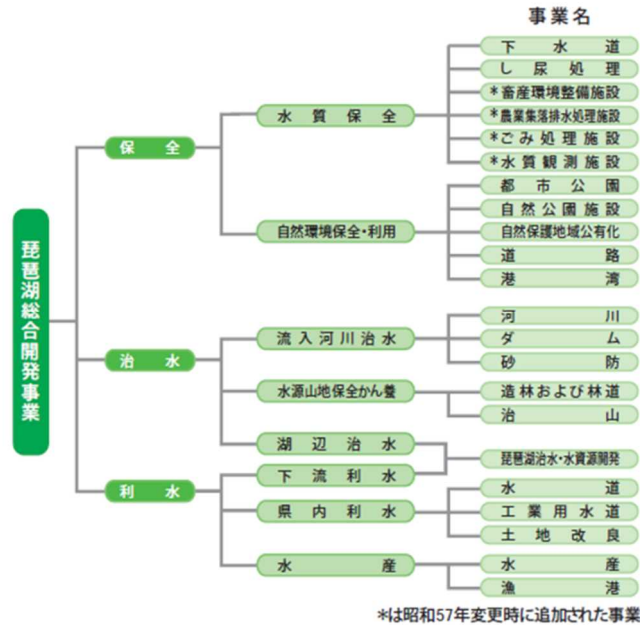 事業名
琵琶湖総合開発事業
保全
水質保全
下水道
し尿処理
*畜産環境整備施設
*農業集落排水処理施設
*ごみ処理施設
*水質観測施設
自然環境保全・利用
都市公園
自然公園施設
自然保護地域公有化
道路
港湾
治水
流入河川治水
河川
ダム
砂防
水源山地保全かん養
造林および林道
治山
湖辺治水
琵琶湖治水・水資源開発
利水
下流利水
県内利水
水道
工業用水道
土地改良
水産
水産
漁港
*は昭和57年変更時に追加された事業